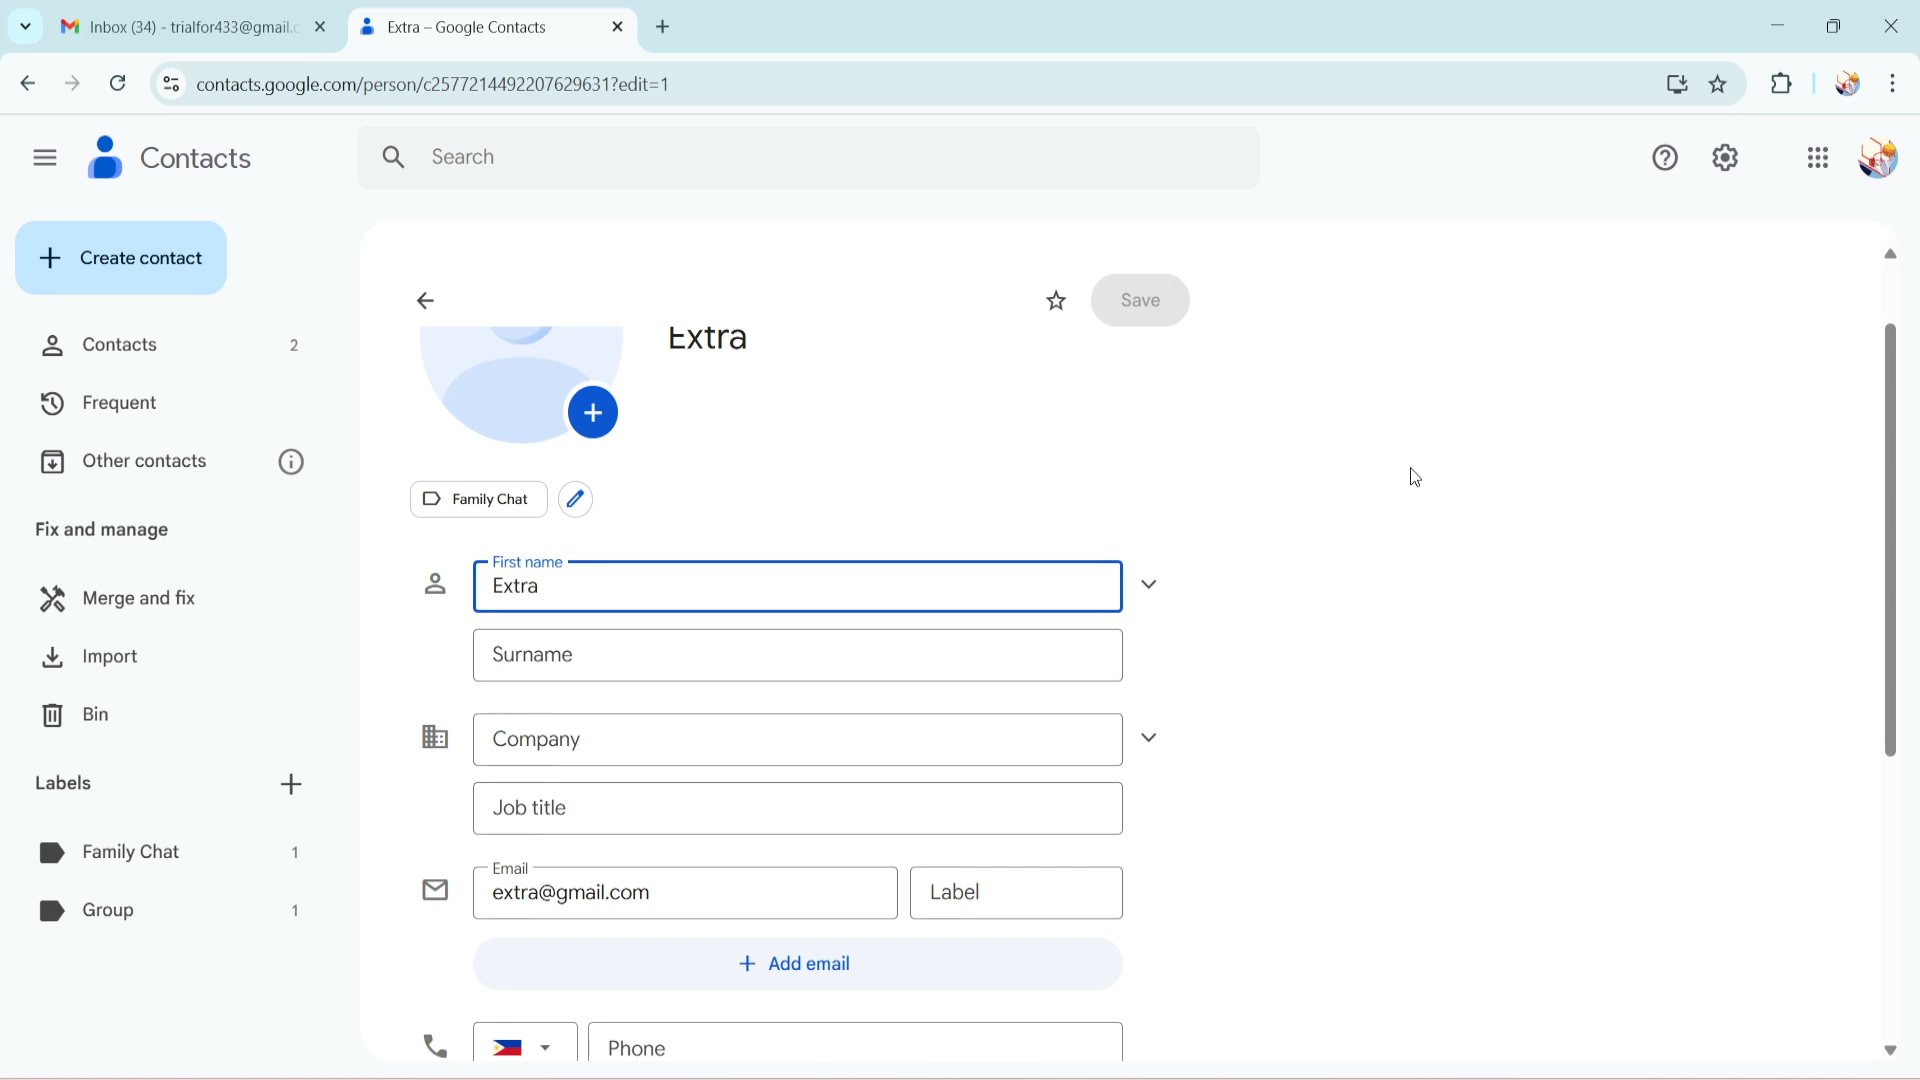 Inbox (34) - trialfor433@gmail.c
Extra – Google Contacts
contacts.google.com/person/c2577214492207629631?edit=1
Contacts
Search
Create contact
Save
Extra
Contacts 2
Frequent
Other contacts
Family Chat
Fix and manage
First name
Extra
Merge and fix
Surname
Import
Bin
Company
Labels
Job title
Family Chat 1
Email
extra@gmail.com
Label
Group 1
Add email
Phone